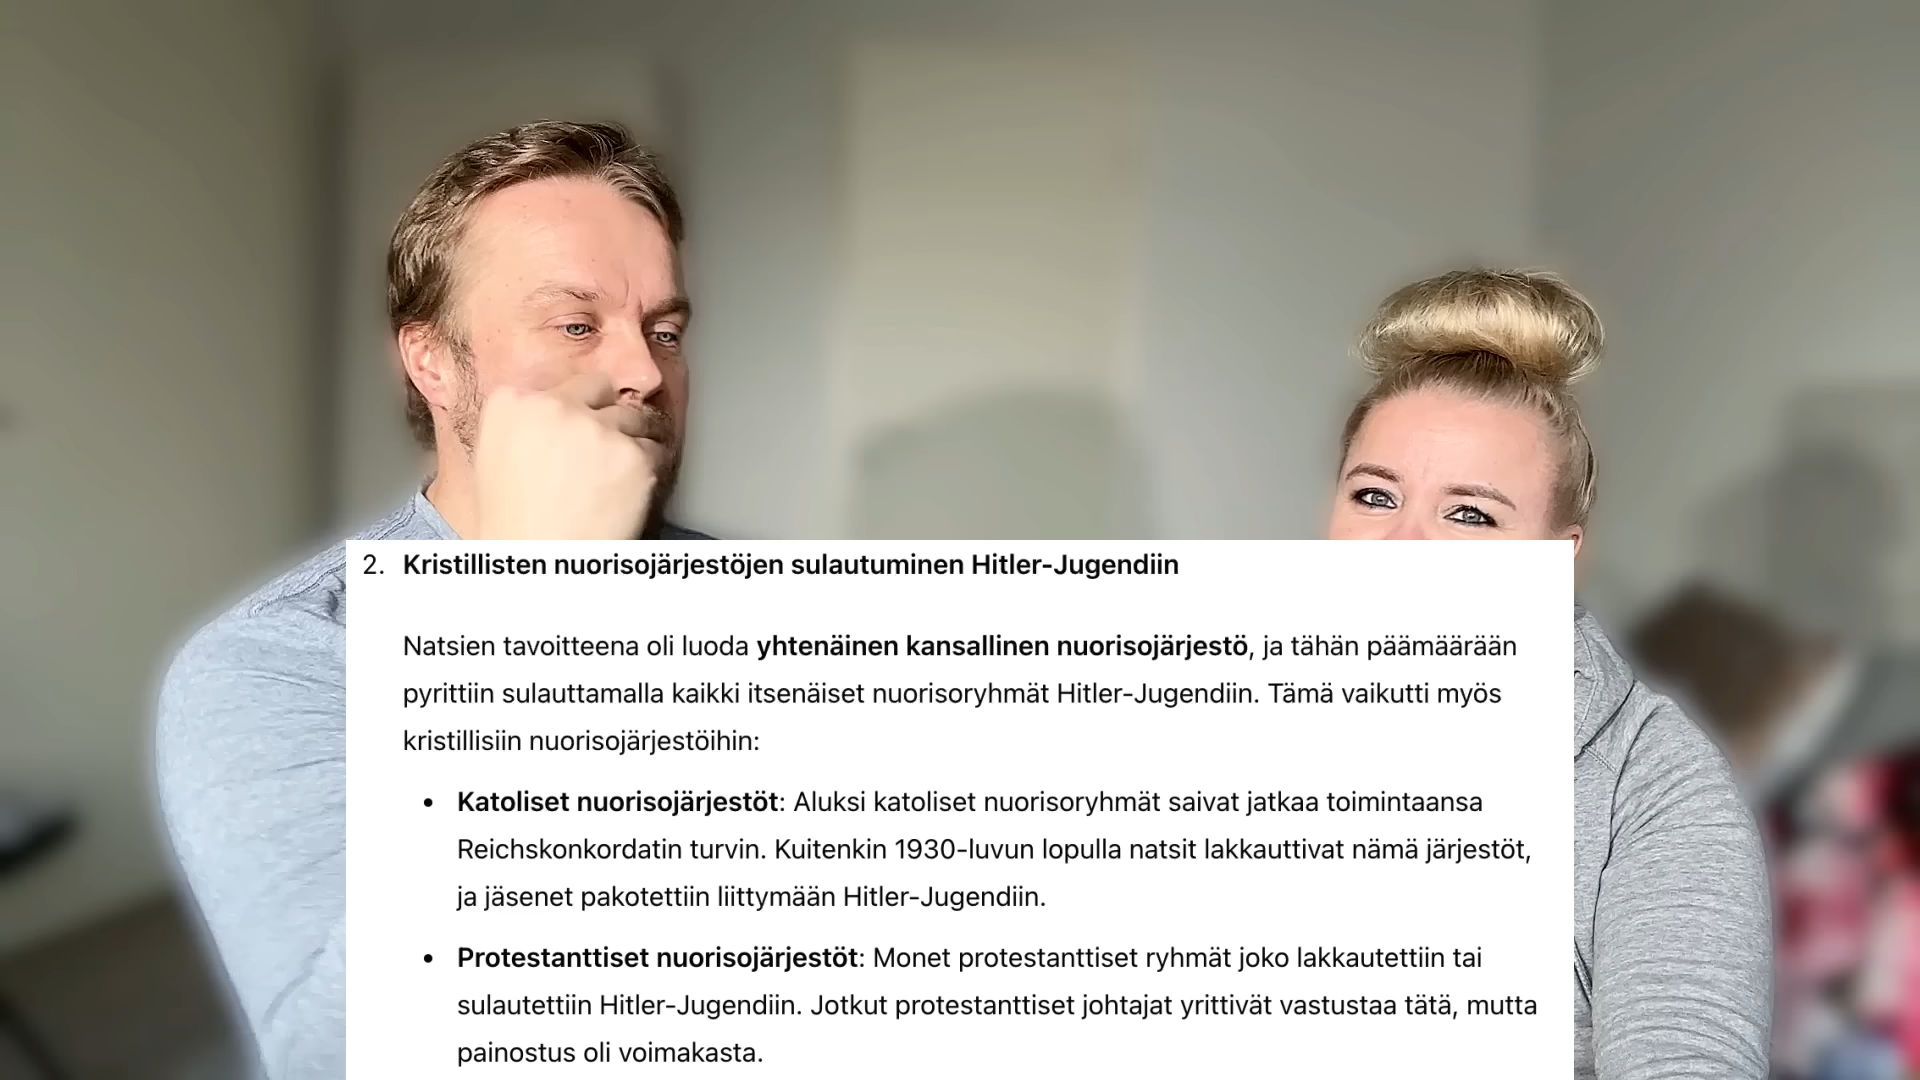 2. Kristillisten nuorisojärjestöjen sulautuminen Hitler-Jugendiin
Natsien tavoitteena oli luoda yhtenäinen kansallinen nuorisojärjestö, ja tähän päämäärään
pyrittiin sulauttamalla kaikki itsenäiset nuorisoryhmät Hitler-Jugendiin. Tämä vaikutti myös
kristillisiin nuorisojärjestöihin:
• Katoliset nuorisojärjestöt: Aluksi katoliset nuorisoryhmät saivat jatkaa toimintaansa
Reichskonkordatin turvin. Kuitenkin 1930-luvun lopulla natsit lakkauttivat nämä järjestöt,
ja jäsenet pakotettiin liittymään Hitler-Jugendiin.
• Protestanttiset nuorisojärjestöt: Monet protestanttiset ryhmät joko lakkautettiin tai
sulautettiin Hitler-Jugendiin. Jotkut protestanttiset johtajat yrittivät vastustaa tätä, mutta
painostus oli voimakasta.